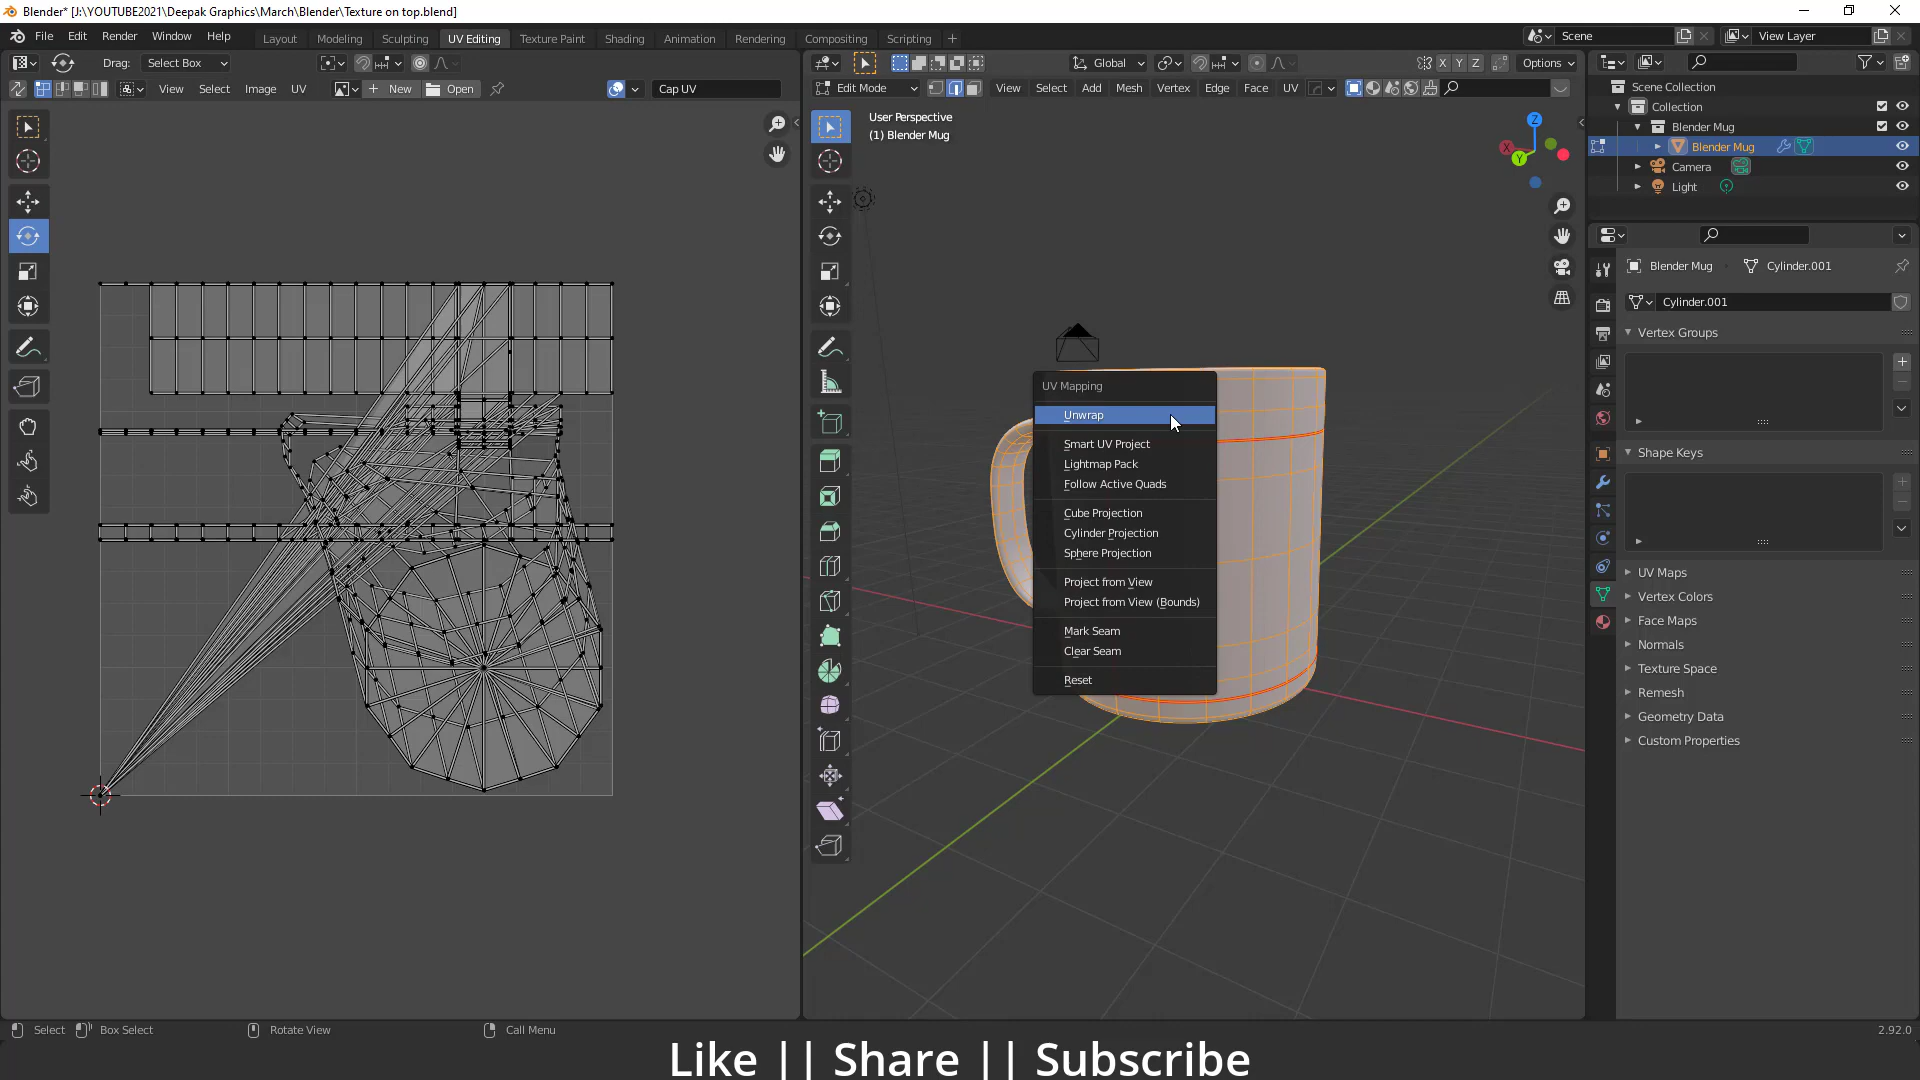 Blender* [J:\YOUTUBE2021\Deepak Graphics\March\Blender\Texture on top.blend]
File Edit Render Window Help Layout Modeling Sculpting UV Editing Texture Paint Shading Animation Rendering Compositing Scripting + Scene View Layer
Drag: Select Box Global X Y Z Options
View Select Image UV + New Open Cap UV Edit Mode View Select Add Mesh Vertex Edge Face UV
User Perspective
(1) Blender Mug
Z
X
Y
UV Mapping
Unwrap
Smart UV Project
Lightmap Pack
Follow Active Quads
Cube Projection
Cylinder Projection
Sphere Projection
Project from View
Project from View (Bounds)
Mark Seam
Clear Seam
Reset
Scene Collection
Collection
Blender Mug
Blender Mug
Camera
Light
Blender Mug Cylinder.001
Cylinder.001
Vertex Groups
Shape Keys
UV Maps
Vertex Colors
Face Maps
Normals
Texture Space
Remesh
Geometry Data
Custom Properties
Select Box Select Rotate View Call Menu 2.92.0
Like || Share || Subscribe